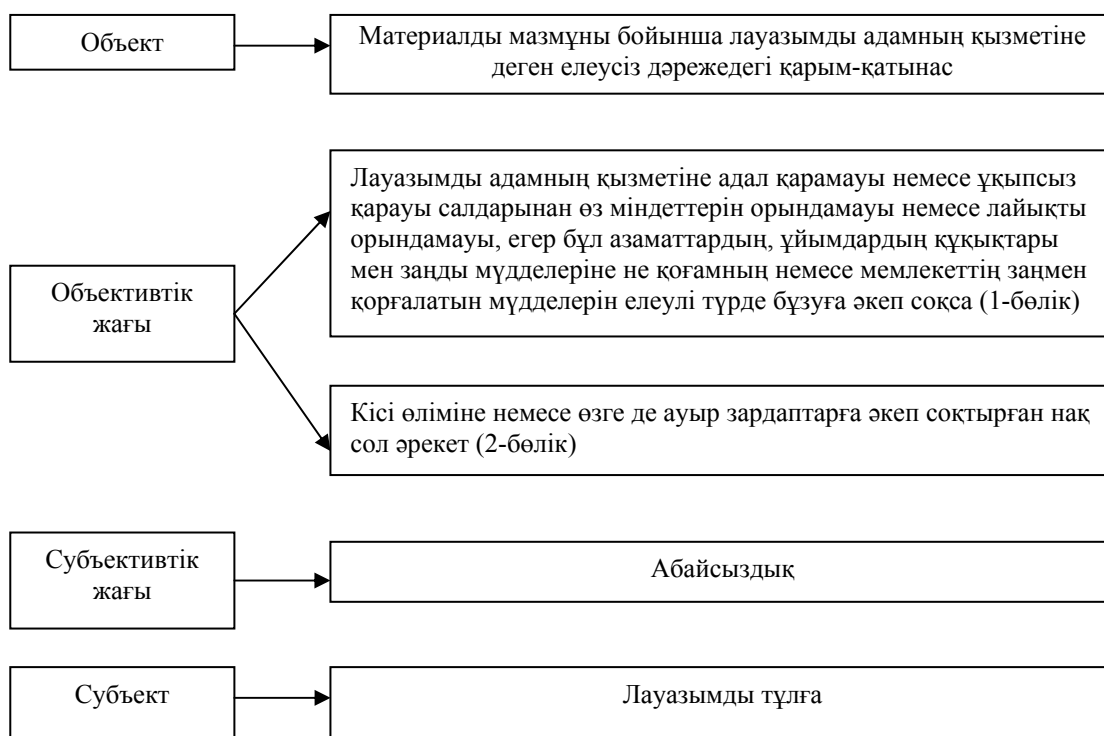 Объект
Материалды мазмұны бойынша лауазымды адамның қызметіне
деген елеусіз дәрежедегі қарым-қатынас
Объективтік
жағы
Лауазымды адамның қызметіне адал қарамауы немесе ұқыпсыз
қарауы салдарынан өз міндеттерін орындамауы немесе лайықты
орындамауы, егер бұл азаматтардың, ұйымдардың құқықтары
мен заңды мүдделеріне не қоғамның немесе мемлекеттің заңмен
қорғалатын мүдделерін елеулі түрде бұзуға әкеп соқса (1-бөлік)
Кісі өліміне немесе өзге де ауыр зардаптарға әкеп соқтырған нақ
сол әрекет (2-бөлік)
Субъективтік
жағы
Абайсыздық
Субъект
Лауазымды тұлға